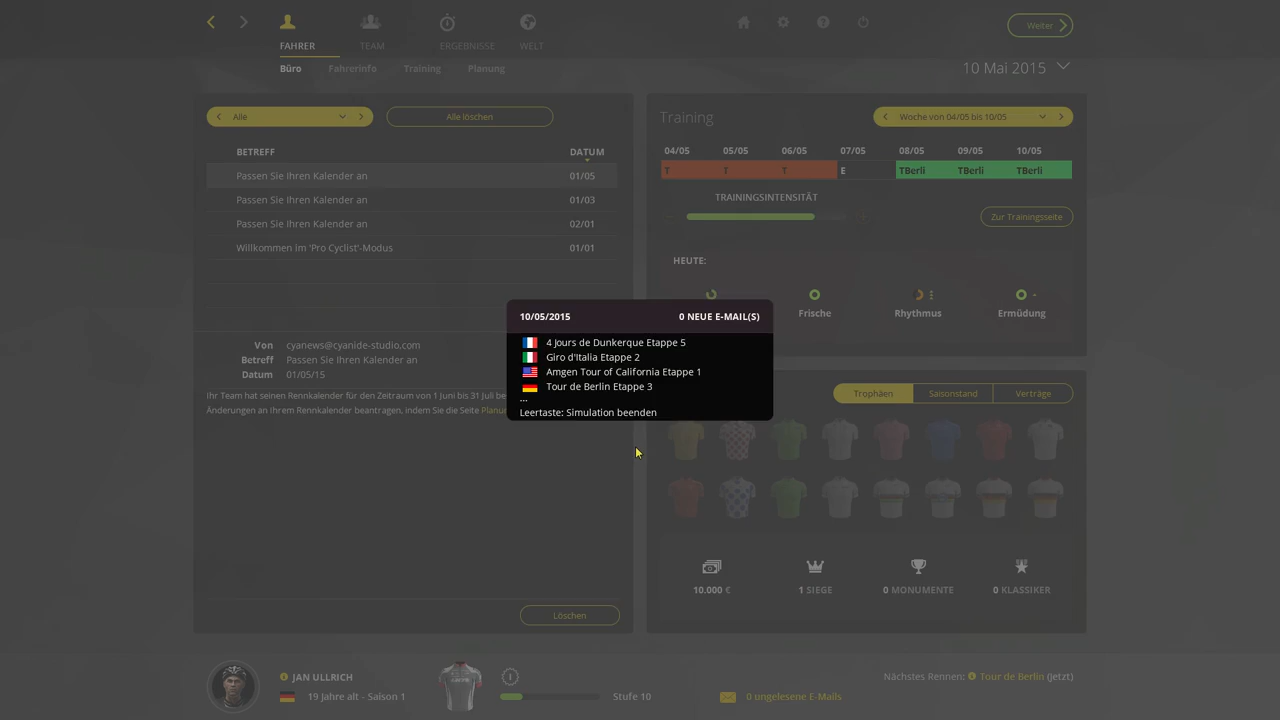 FAHRER
TEAM
ERGEBNISSE
WELT
Weiter
Büro
Fahrerinfo
Training
Planung
10 Mai 2015
Alle
Alle löschen
BETREFF
DATUM
Passen Sie Ihren Kalender an
01/05
Passen Sie Ihren Kalender an
01/03
Passen Sie Ihren Kalender an
02/01
Willkommen im 'Pro Cyclist'-Modus
01/01
Von cyanews@cyanide-studio.com
Betreff Passen Sie Ihren Kalender an
Datum 01/05/15
Ihr Team hat seinen Rennkalender für den Zeitraum von 1 Juni bis 31 Juli be
Änderungen an Ihrem Rennkalender beantragen, indem Sie die Seite Planu
Löschen
10/05/2015
0 NEUE E-MAIL(S)
4 Jours de Dunkerque Etappe 5
Giro d'Italia Etappe 2
Amgen Tour of California Etappe 1
Tour de Berlin Etappe 3
...
Leertaste: Simulation beenden
Training
Woche von 04/05 bis 10/05
04/05 05/05 06/05 07/05 08/05 09/05 10/05
T T T E TBerli TBerli TBerli
TRAININGSINTENSITÄT
Zur Trainingsseite
HEUTE:
Frische
Rhythmus
Ermüdung
Trophäen
Saisonstand
Verträge
10.000 €
1 SIEGE
0 MONUMENTE
0 KLASSIKER
JAN ULLRICH
19 Jahre alt - Saison 1
Stufe 10
0 ungelesene E-Mails
Nächstes Rennen: Tour de Berlin (jetzt)